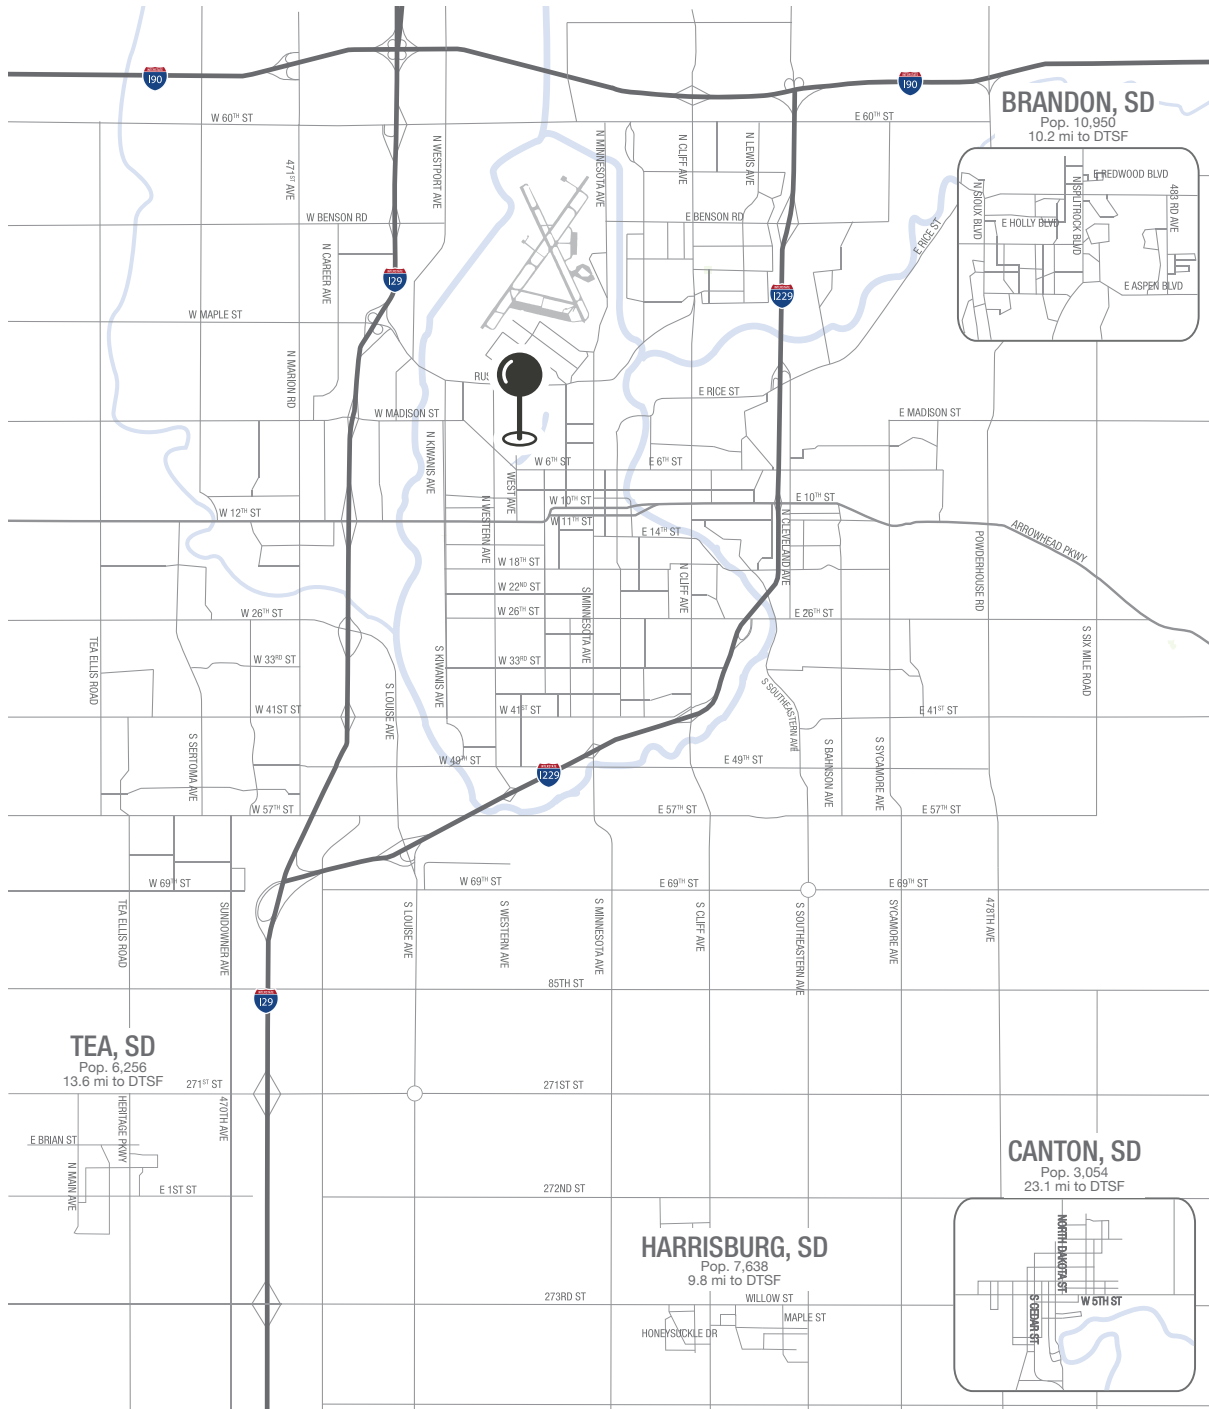 I90
I90
BRANDON, SD
Pop. 10,950
10.2 mi to DTSF
W 60TH ST
E 60TH ST
N WESTPORT AVE
N MINNESOTA AVE
N CLIFF AVE
N LEWIS AVE
471ST AVE
E REDWOOD BLVD
N SIOUX BLVD
N SPLITROCK BLVD
483 RD AVE
E HOLLY BLVD
E ASPEN BLVD
W BENSON RD
E BENSON RD
E RICE ST
N CAREER AVE
I29
I229
W MAPLE ST
N MARION RD
RUS
E RICE ST
W MADISON ST
E MADISON ST
N KIWANIS AVE
W 6TH ST
E 6TH ST
WEST AVE
N WESTERN AVE
W 10TH ST
E 10TH ST
W 12TH ST
W 11TH ST
E 14TH ST
N CLEVELAND AVE
ARROWHEAD PKWY
POWDERHOUSE RD
W 18TH ST
N CLIFF AVE
W 22ND ST
S MINNESOTA AVE
W 26TH ST
W 26TH ST
E 26TH ST
TEA ELLIS ROAD
S SIX MILE ROAD
W 33RD ST
W 33RD ST
S KIWANIS AVE
S LOUISE AVE
S SOUTHEASTERN AVE
W 41ST ST
W 41ST ST
E 41ST ST
S SERTOMA AVE
S BAHNSON AVE
S SYCAMORE AVE
W 49TH ST
E 49TH ST
I229
W 57TH ST
E 57TH ST
E 57TH ST
W 69TH ST
W 69TH ST
E 69TH ST
E 69TH ST
TEA ELLIS ROAD
SUNDOWNER AVE
S LOUISE AVE
S WESTERN AVE
S MINNESOTA AVE
S CLIFF AVE
S SOUTHEASTERN AVE
SYCAMORE AVE
478TH AVE
85TH ST
I29
TEA, SD
Pop. 6,256
13.6 mi to DTSF
271ST ST
271ST ST
HERITAGE PKWY
470TH AVE
E BRIAN ST
N MAIN AVE
E 1ST ST
272ND ST
CANTON, SD
Pop. 3,054
23.1 mi to DTSF
NORTH DAKOTA ST
S CEDAR ST
W 5TH ST
HARRISBURG, SD
Pop. 7,638
9.8 mi to DTSF
273RD ST
WILLOW ST
MAPLE ST
HONEYSUCKLE DR